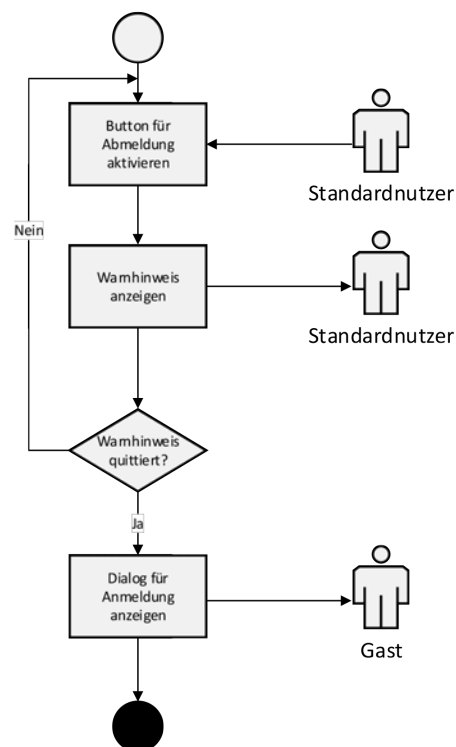 Button für
Abmeldung
aktivieren
Standardnutzer
Nein
Warnhinweis
anzeigen
Standardnutzer
Warnhinweis
quittiert?
Ja
Dialog für
Anmeldung
anzeigen
Gast